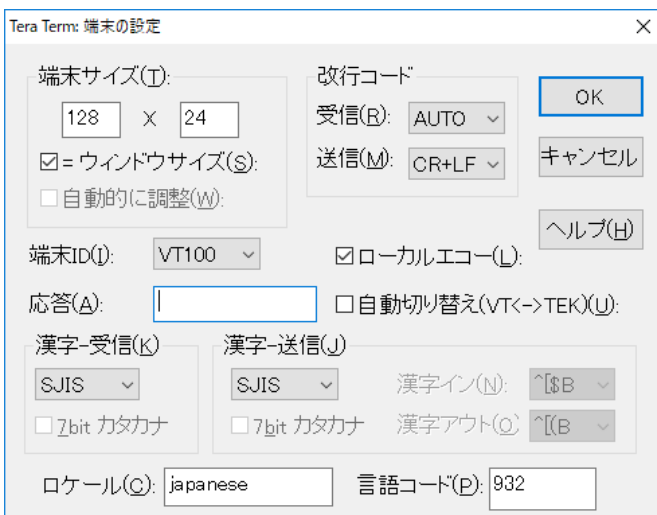 Tera Term: 端末の設定
端末サイズ(T):
128 X 24
=ウィンドウサイズ(S):
自動的に調整(W):
改行コード
受信(R): AUTO
送信(M): CR+LF
OK
キャンセル
ヘルプ(H)
端末ID(I): VT100
ローカルエコー(L):
応答(A):
自動切り替え(VT<->TEK)(U):
漢字-受信(K)
SJIS
7bit カタカナ
漢字-送信(J)
SJIS
7bit カタカナ
漢字イン(N): ^[$B
漢字アウト(O) ^[(B
ロケール(C): japanese
言語コード(P): 932